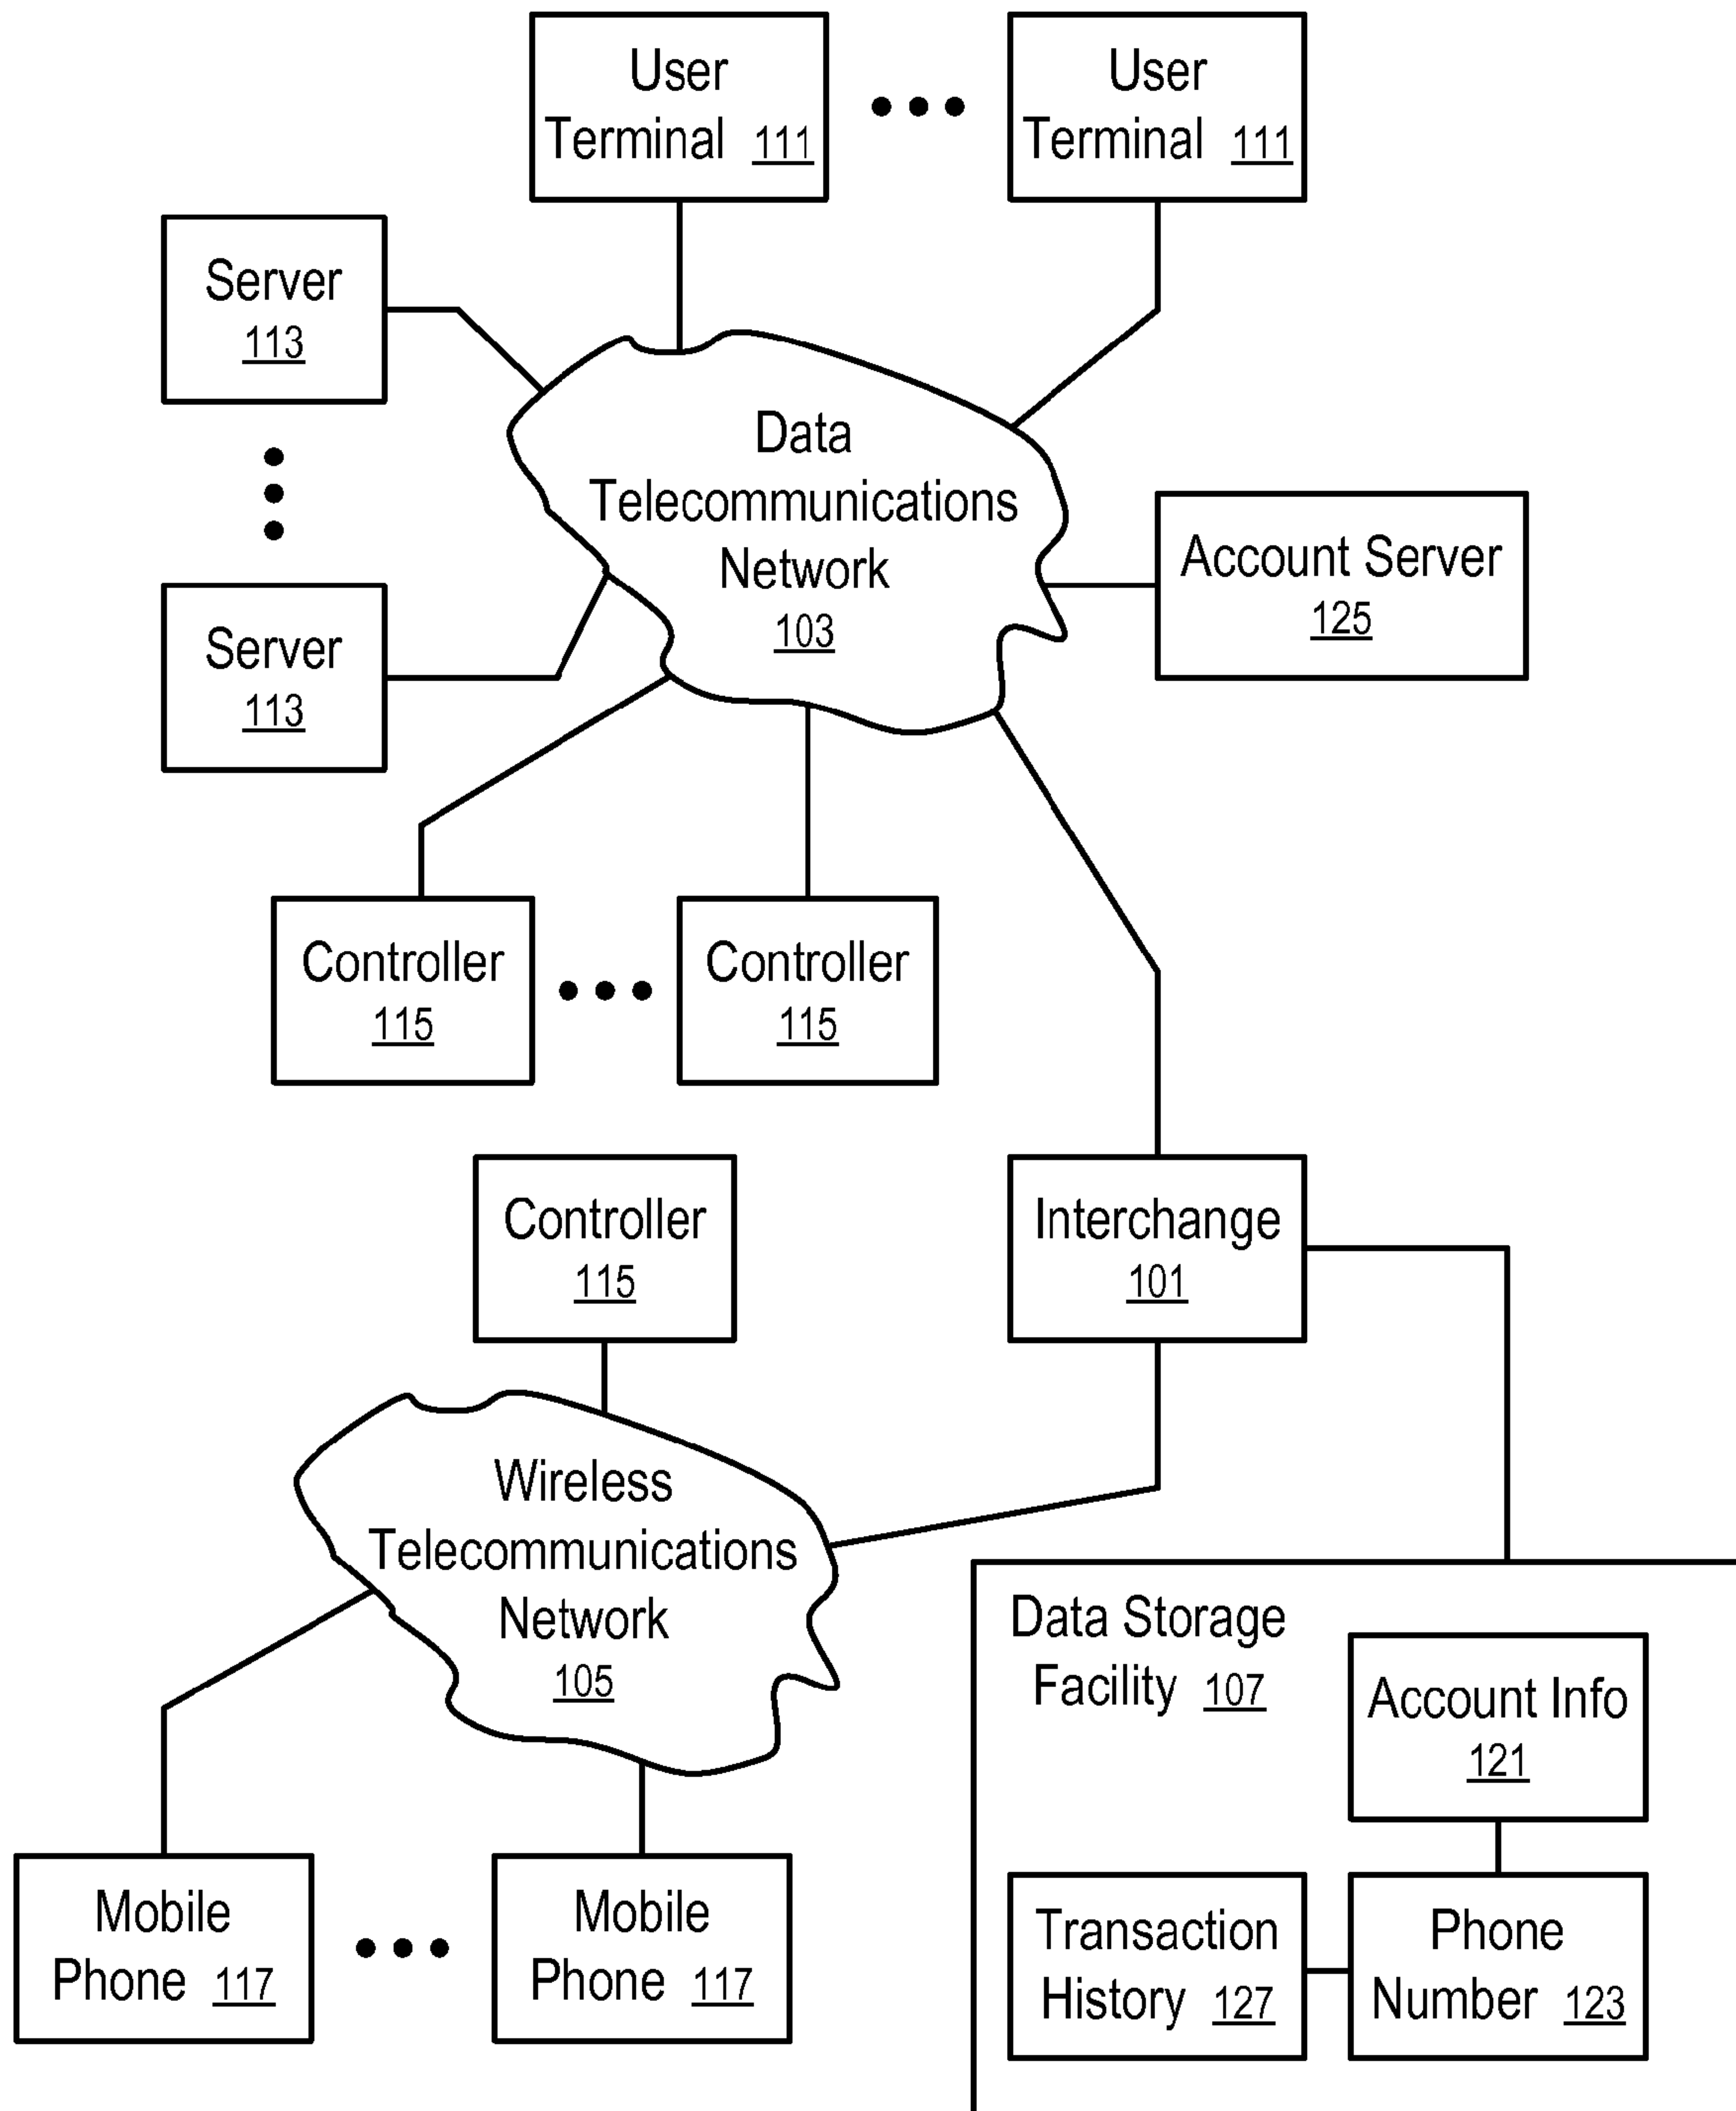 User
Terminal 111
User
Terminal 111
Server
113
Data
Telecommunications
Network
103
Account Server
125
Server
113
Controller
115
Controller
115
Controller
115
Interchange
101
Wireless
Telecommunications
Network
105
Data Storage
Facility 107
Account Info
121
Mobile
Phone 117
Mobile
Phone 117
Transaction
History 127
Phone
Number 123